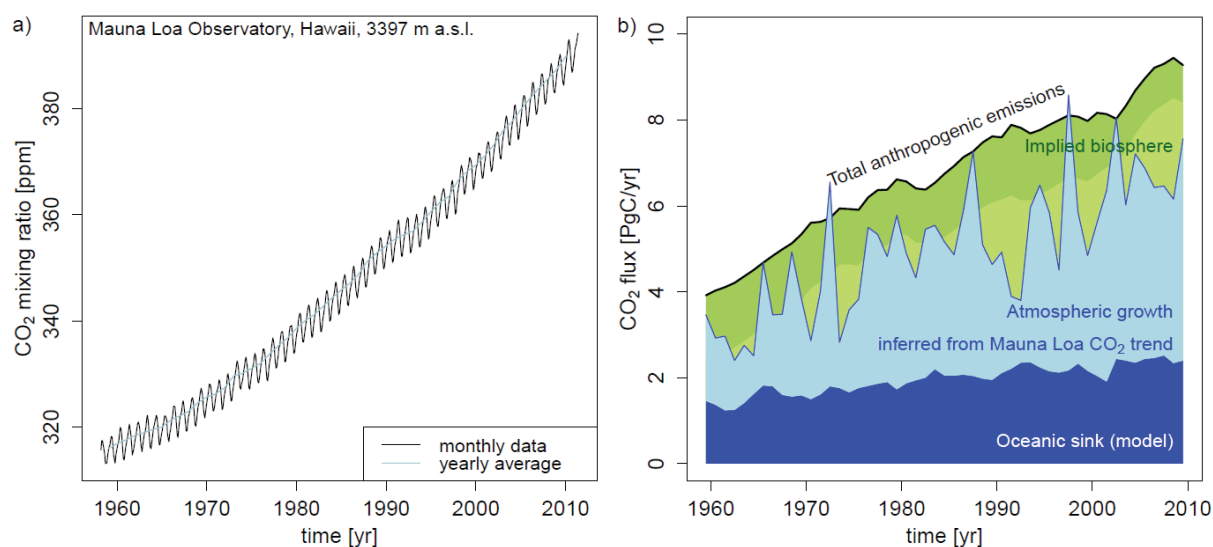 a)
Mauna Loa Observatory, Hawaii, 3397 m a.s.l.
CO₂ mixing ratio [ppm]
380
360
340
320
monthly data
yearly average
1960 1970 1980 1990 2000 2010
time [yr]
b)
CO₂ flux [PgC/yr]
10
8
6
4
2
0
Total anthropogenic emissions
Implied biosphere
Atmospheric growth
inferred from Mauna Loa CO₂ trend
Oceanic sink (model)
1960 1970 1980 1990 2000 2010
time [yr]